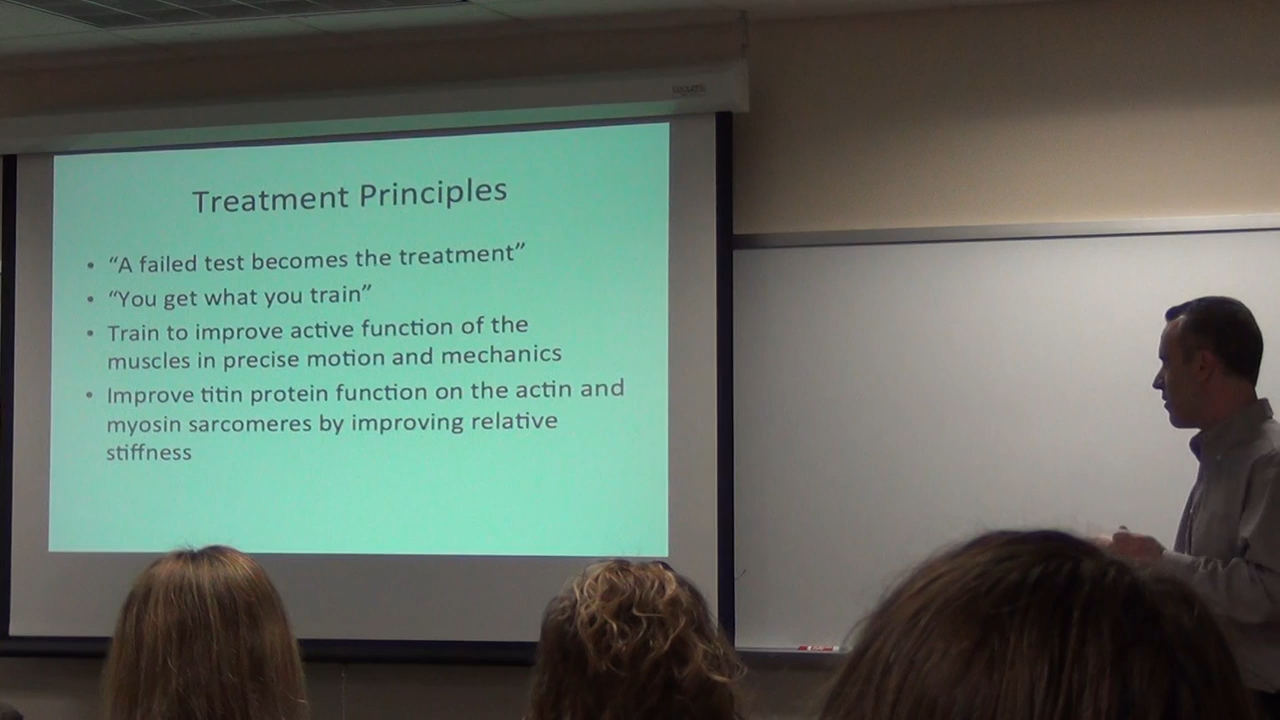 Treatment Principles
• “A failed test becomes the treatment”
• “You get what you train”
• Train to improve active function of the
muscles in precise motion and mechanics
• Improve titin protein function on the actin and
myosin sarcomeres by improving relative
stiffness